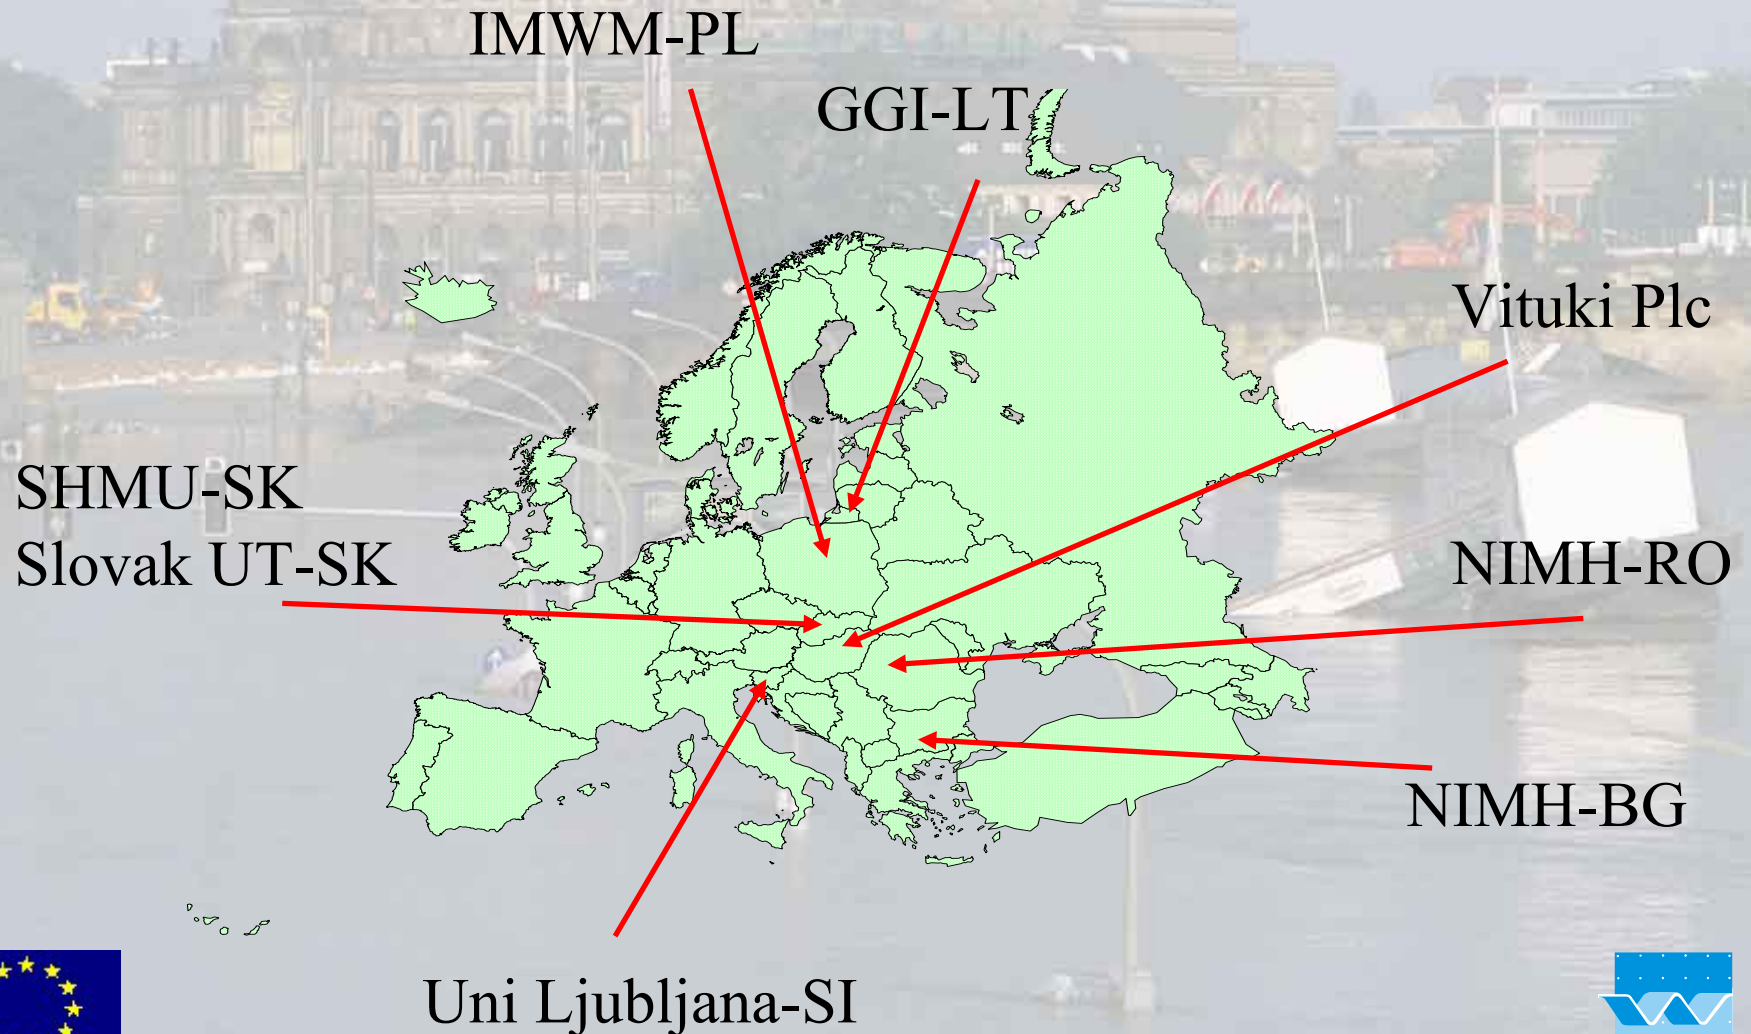 IMWM-PL
GGI-LT
Vituki Plc
SHMU-SK
Slovak UT-SK
NIMH-RO
NIMH-BG
Uni Ljubljana-SI